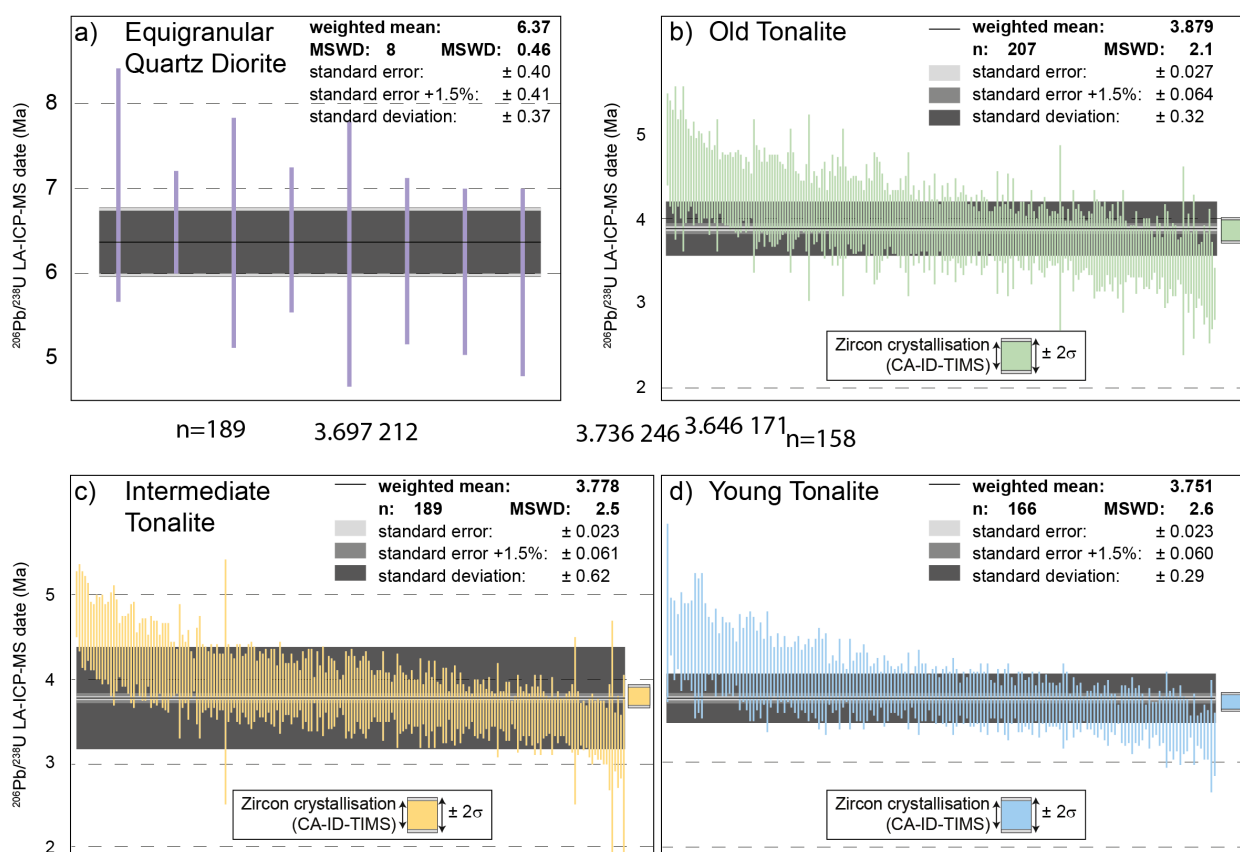 a) Equigranular
Quartz Diorite
weighted mean: 6.37
MSWD: 8 MSWD: 0.46
standard error: ± 0.40
standard error +1.5%: ± 0.41
standard deviation: ± 0.37
8
7
6
5
206Pb/238U LA-ICP-MS date (Ma)
b) Old Tonalite
weighted mean: 3.879
n: 207 MSWD: 2.1
standard error: ± 0.027
standard error +1.5%: ± 0.064
standard deviation: ± 0.32
5
4
3
2
206Pb/238U LA-ICP-MS date (Ma)
Zircon crystallisation
(CA-ID-TIMS)
± 2σ
n=189 3.697 212 3.736 246 3.646 171 n=158
c) Intermediate
Tonalite
weighted mean: 3.778
n: 189 MSWD: 2.5
standard error: ± 0.023
standard error +1.5%: ± 0.061
standard deviation: ± 0.62
5
4
3
2
206Pb/238U LA-ICP-MS date (Ma)
Zircon crystallisation
(CA-ID-TIMS)
± 2σ
d) Young Tonalite
weighted mean: 3.751
n: 166 MSWD: 2.6
standard error: ± 0.023
standard error +1.5%: ± 0.060
standard deviation: ± 0.29
Zircon crystallisation
(CA-ID-TIMS)
± 2σ